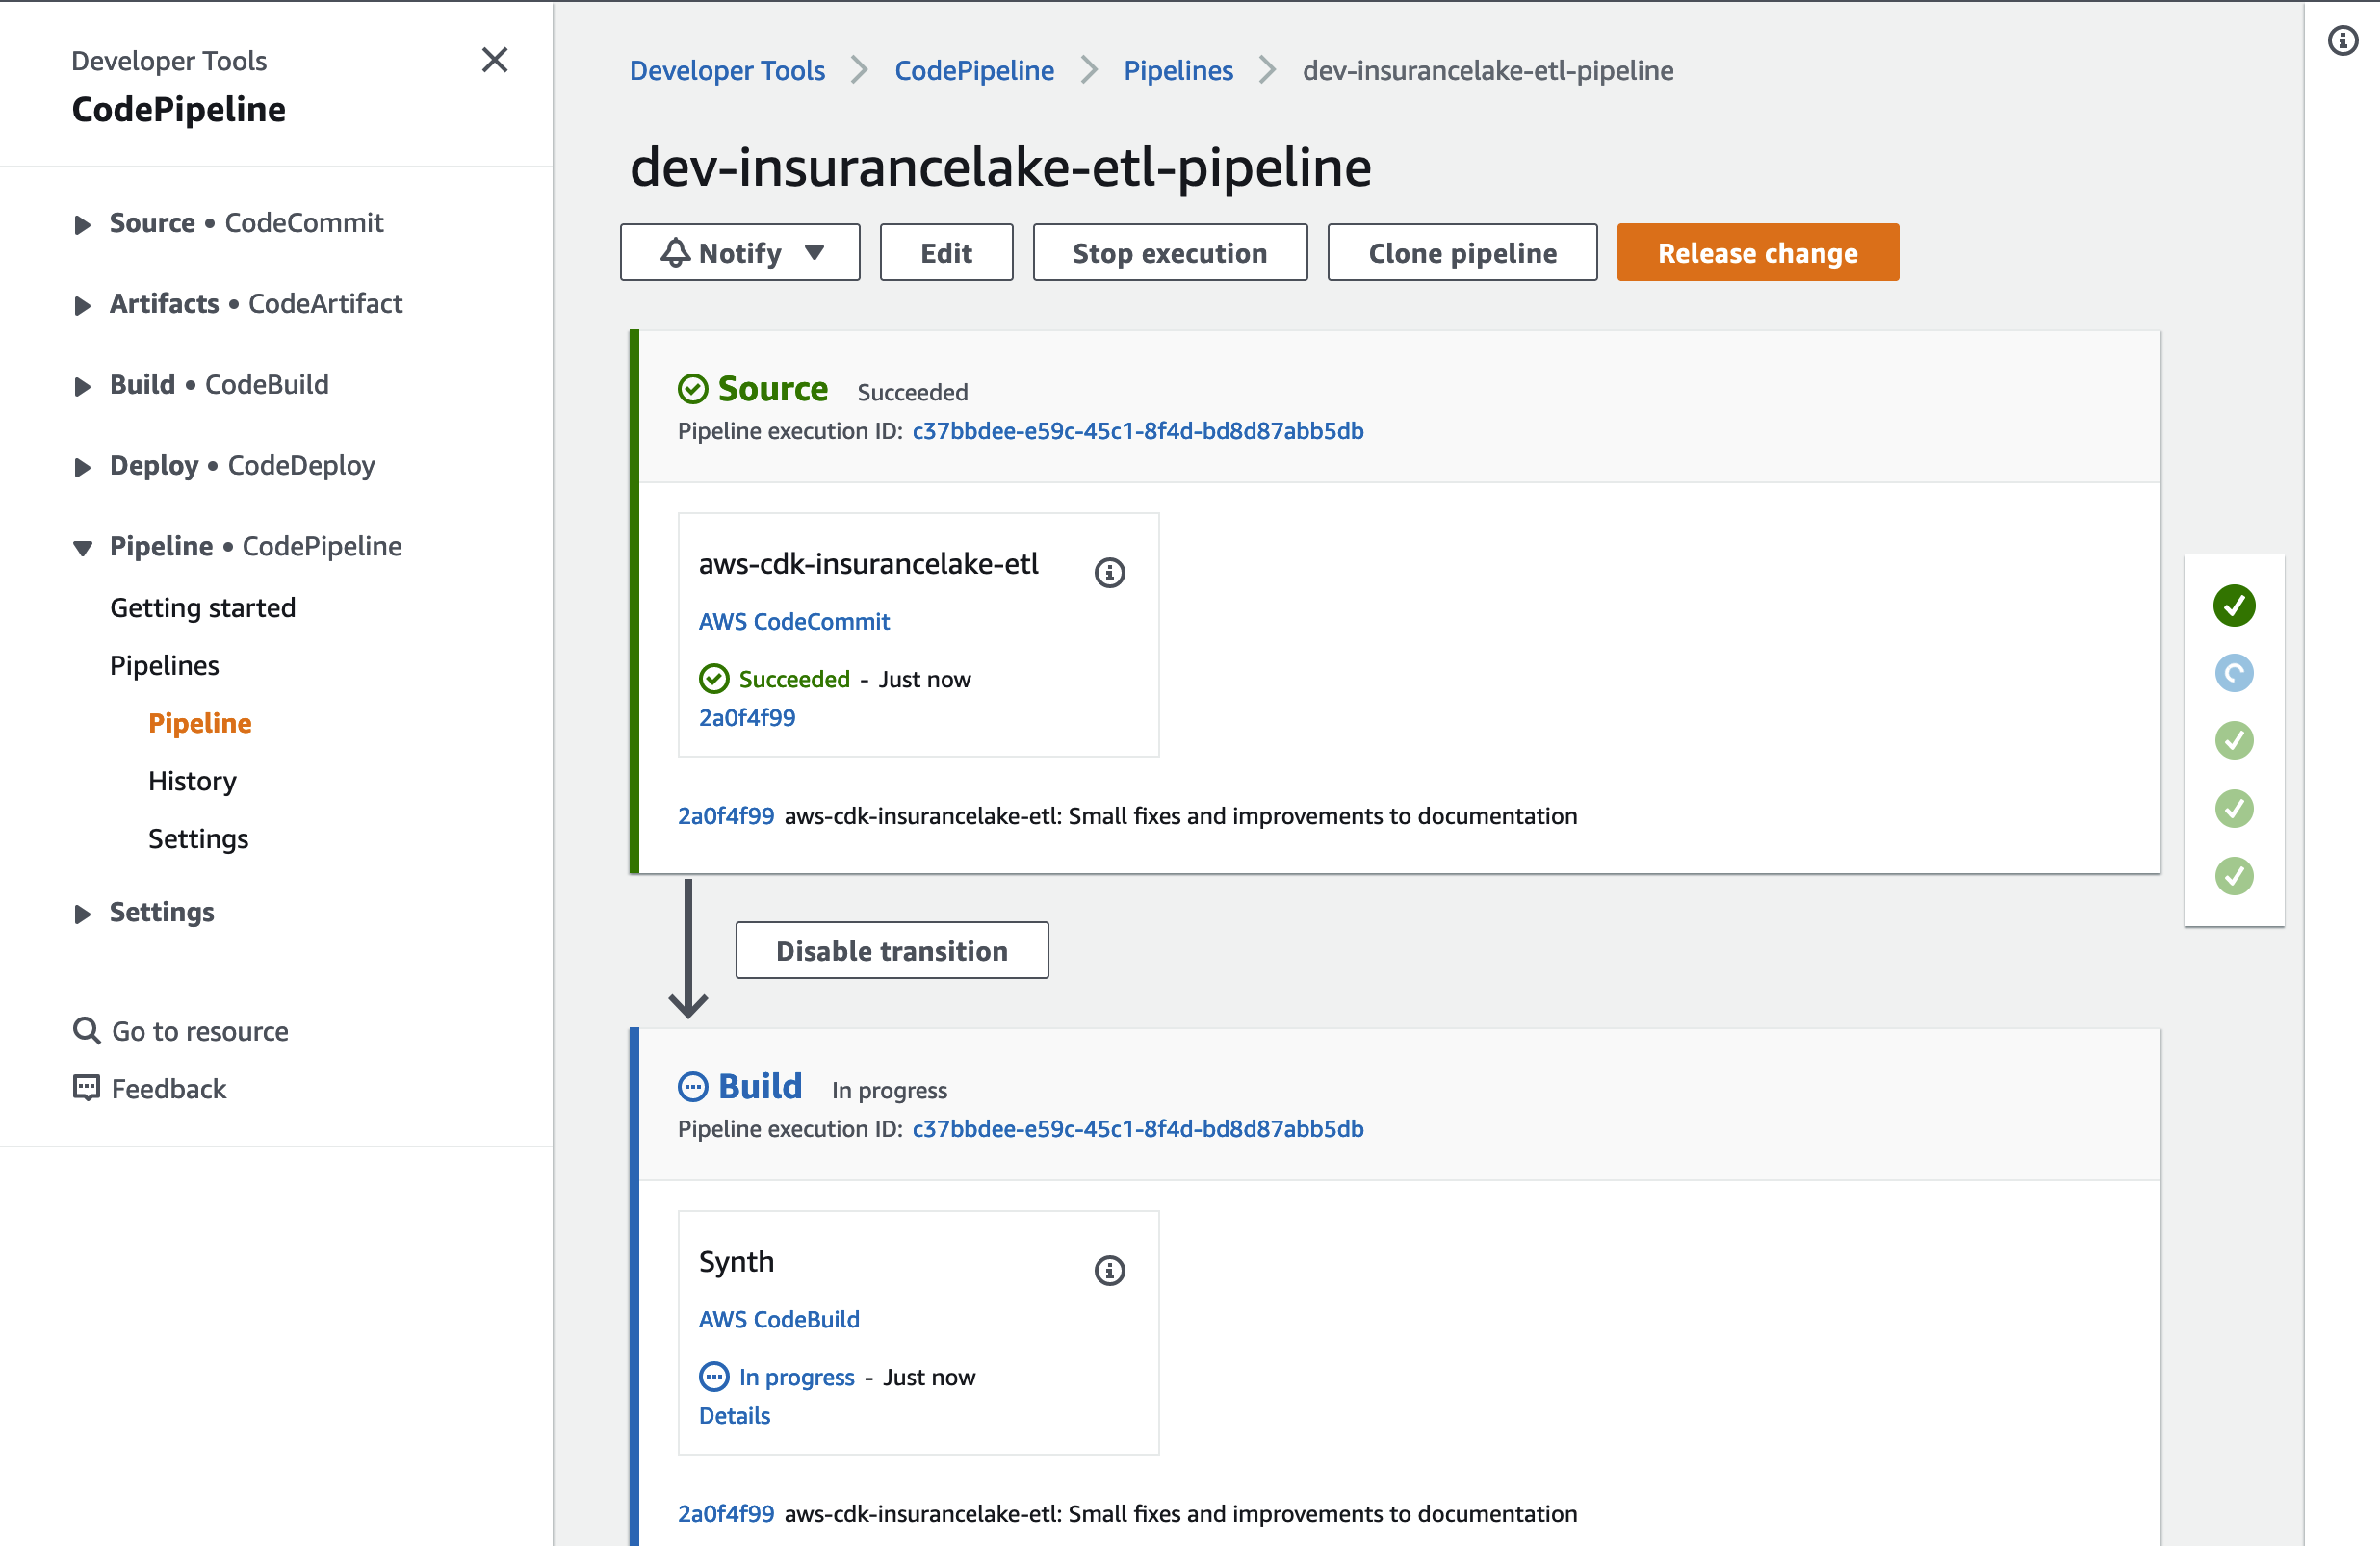 Developer Tools
CodePipeline
Source • CodeCommit
Artifacts • CodeArtifact
Build • CodeBuild
Deploy • CodeDeploy
Pipeline • CodePipeline
Getting started
Pipelines
Pipeline
History
Settings
Settings
Go to resource
Feedback
Developer Tools > CodePipeline > Pipelines > dev-insurancelake-etl-pipeline
dev-insurancelake-etl-pipeline
Notify Edit Stop execution Clone pipeline Release change
Source Succeeded
Pipeline execution ID: c37bbdee-e59c-45c1-8f4d-bd8d87abb5db
aws-cdk-insurancelake-etl
AWS CodeCommit
Succeeded - Just now
2a0f4f99
2a0f4f99 aws-cdk-insurancelake-etl: Small fixes and improvements to documentation
Disable transition
Build In progress
Pipeline execution ID: c37bbdee-e59c-45c1-8f4d-bd8d87abb5db
Synth
AWS CodeBuild
In progress - Just now
Details
2a0f4f99 aws-cdk-insurancelake-etl: Small fixes and improvements to documentation